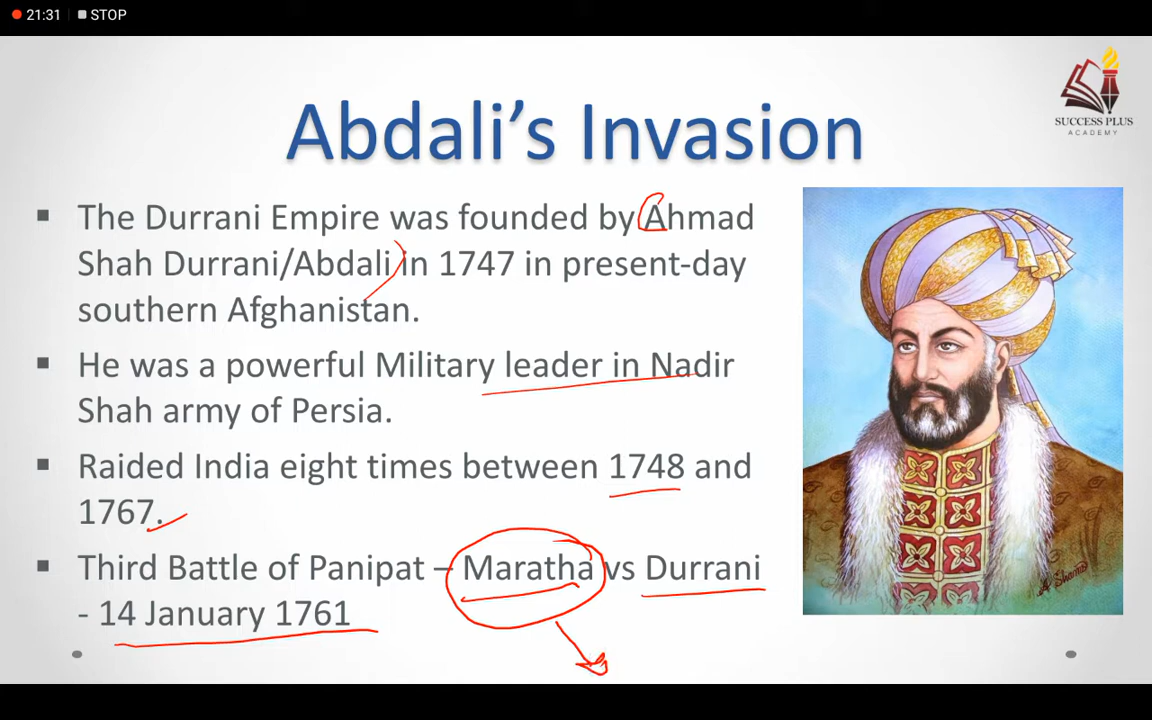 21:31 STOP
SUCCESS PLUS
ACADEMY
Abdali's Invasion
▪ The Durrani Empire was founded by Ahmad
Shah Durrani/Abdali in 1747 in present-day
southern Afghanistan.
▪ He was a powerful Military leader in Nadir
Shah army of Persia.
▪ Raided India eight times between 1748 and
1767.
▪ Third Battle of Panipat – Maratha vs Durrani
- 14 January 1761
A. Sharma